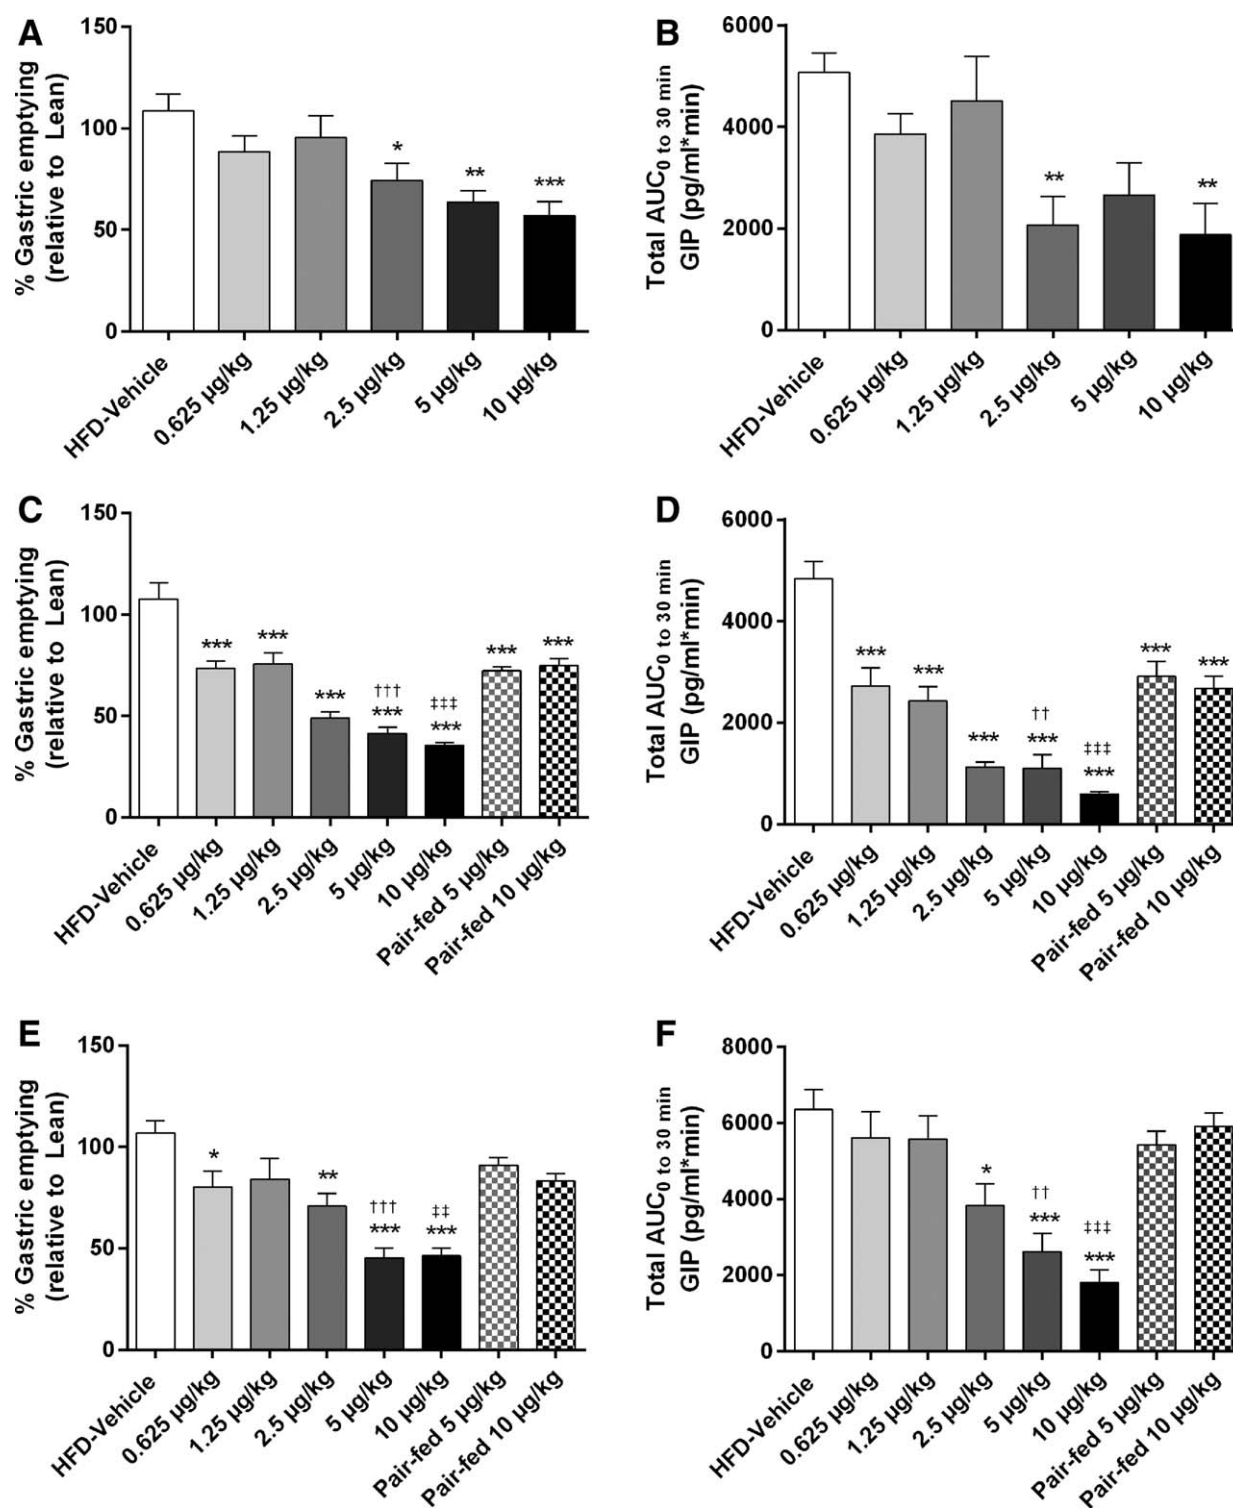 A
% Gastric emptying
(relative to Lean)
150
100
50
0
*
**
***
HFD-Vehicle
0.625 µg/kg
1.25 µg/kg
2.5 µg/kg
5 µg/kg
10 µg/kg
B
Total AUC0 to 30 min
GIP (pg/ml*min)
6000
4000
2000
0
**
**
HFD-Vehicle
0.625 µg/kg
1.25 µg/kg
2.5 µg/kg
5 µg/kg
10 µg/kg
C
% Gastric emptying
(relative to Lean)
150
100
50
0
***
***
***
†††
***
‡‡‡
***
***
***
HFD-Vehicle
0.625 µg/kg
1.25 µg/kg
2.5 µg/kg
5 µg/kg
10 µg/kg
Pair-fed 5 µg/kg
Pair-fed 10 µg/kg
D
Total AUC0 to 30 min
GIP (pg/ml*min)
6000
4000
2000
0
***
***
***
††
***
‡‡‡
***
***
***
HFD-Vehicle
0.625 µg/kg
1.25 µg/kg
2.5 µg/kg
5 µg/kg
10 µg/kg
Pair-fed 5 µg/kg
Pair-fed 10 µg/kg
E
% Gastric emptying
(relative to Lean)
150
100
50
0
*
**
†††
***
‡‡
***
HFD-Vehicle
0.625 µg/kg
1.25 µg/kg
2.5 µg/kg
5 µg/kg
10 µg/kg
Pair-fed 5 µg/kg
Pair-fed 10 µg/kg
F
Total AUC0 to 30 min
GIP (pg/ml*min)
8000
6000
4000
2000
0
*
††
***
‡‡‡
***
HFD-Vehicle
0.625 µg/kg
1.25 µg/kg
2.5 µg/kg
5 µg/kg
10 µg/kg
Pair-fed 5 µg/kg
Pair-fed 10 µg/kg